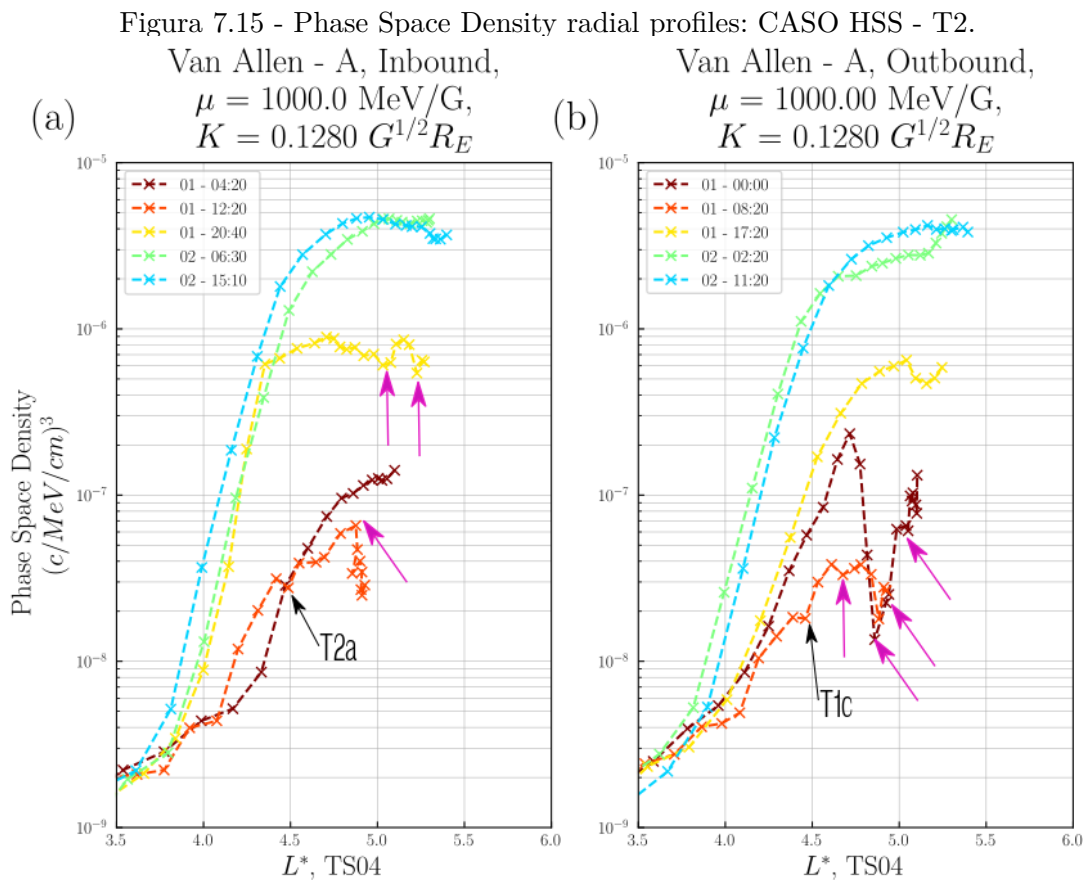 Figura 7.15 - Phase Space Density radial profiles: CASO HSS - T2.
(a)
Van Allen - A, Inbound,
μ = 1000.0 MeV/G,
K = 0.1280 G^{1/2}R_E
01 - 04:20
01 - 12:20
01 - 20:40
02 - 06:30
02 - 15:10
T2a
Phase Space Density
(c/MeV/cm)^3
10^{-5}
10^{-6}
10^{-7}
10^{-8}
10^{-9}
3.5 4.0 4.5 5.0 5.5 6.0
L*, TS04
(b)
Van Allen - A, Outbound,
μ = 1000.00 MeV/G,
K = 0.1280 G^{1/2}R_E
01 - 00:00
01 - 08:20
01 - 17:20
02 - 02:20
02 - 11:20
T1c
10^{-5}
10^{-6}
10^{-7}
10^{-8}
10^{-9}
3.5 4.0 4.5 5.0 5.5 6.0
L*, TS04